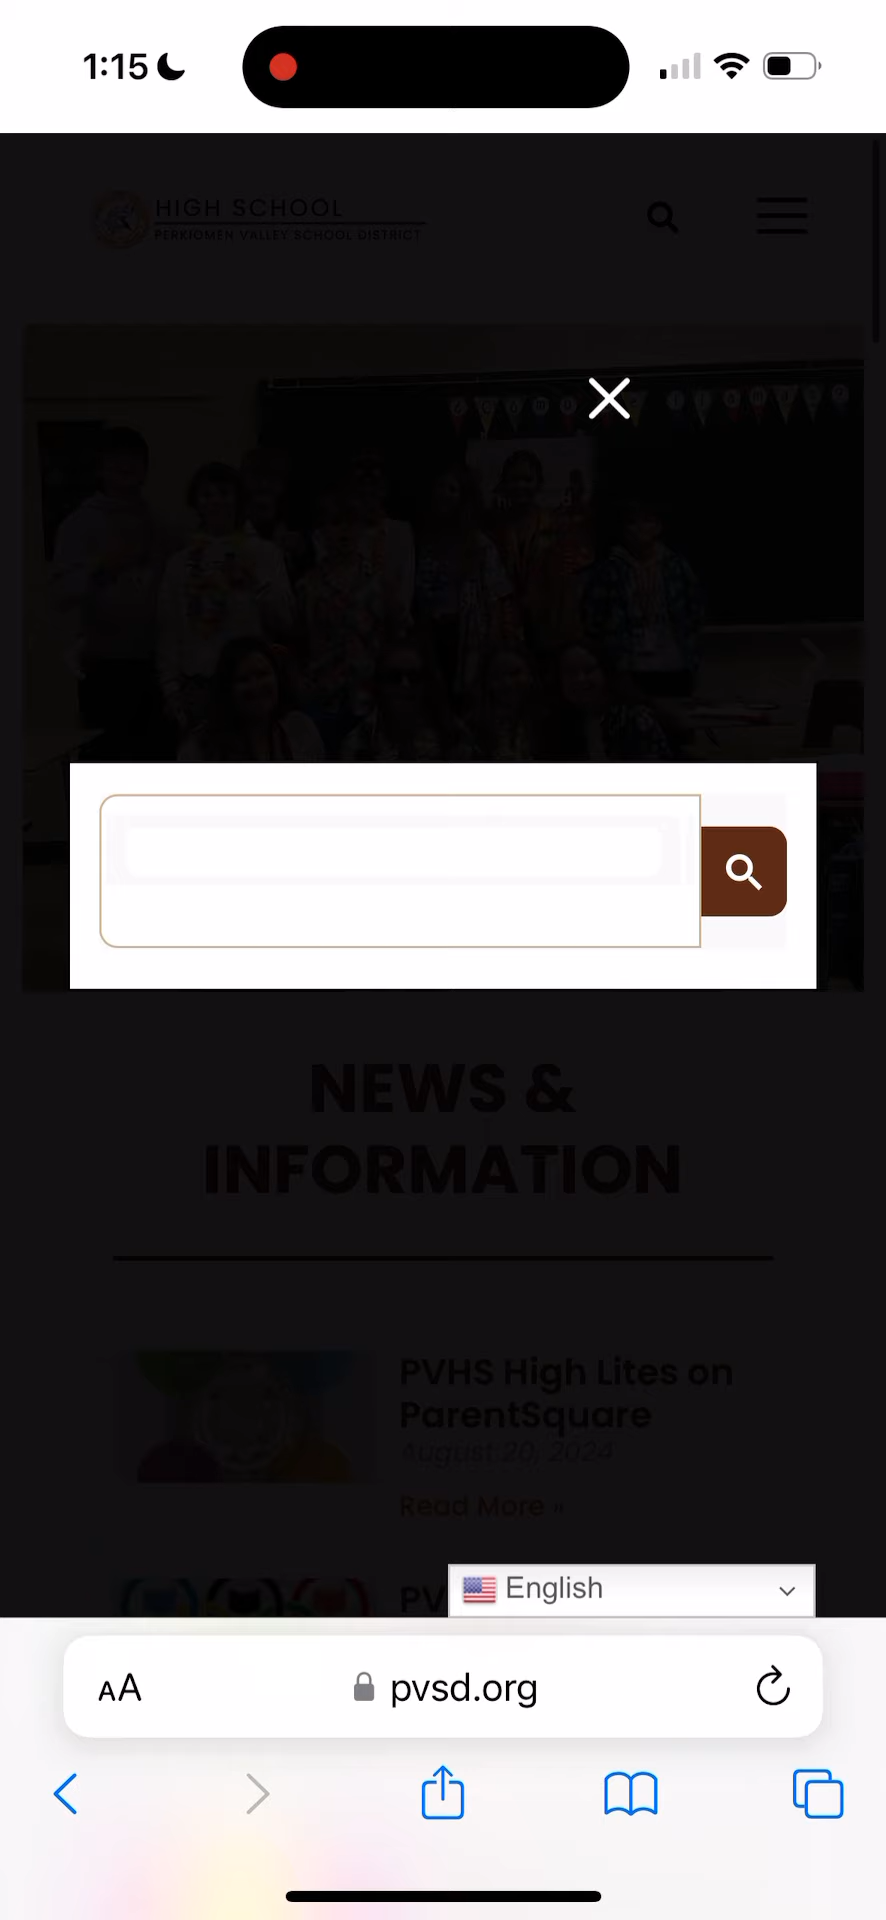 1:15
HIGH SCHOOL
PERKIOMEN VALLEY SCHOOL DISTRICT
NEWS &
INFORMATION
PVHS High Lites on
ParentSquare
August 20, 2024
Read More »
PV
English
AA
pvsd.org